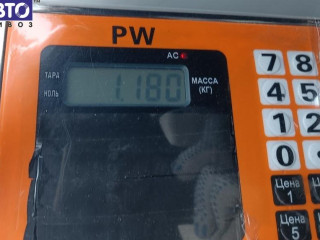 ВТО
ВОЗ
PW
AC
ТАРА
НОЛЬ
1.180
МАССА
(КГ)
7 8
4 5
1 2
0
Цена
1
Цена
5